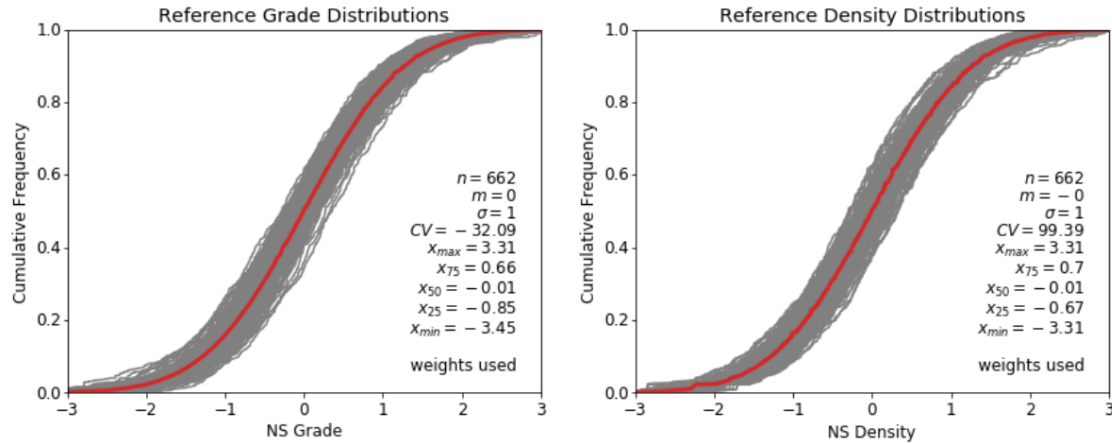 Reference Grade Distributions
1.0
0.8
0.6
0.4
0.2
0.0
Cumulative Frequency
n = 662
m = 0
σ = 1
CV = −32.09
x_max = 3.31
x_75 = 0.66
x_50 = −0.01
x_25 = −0.85
x_min = −3.45
weights used
−3 −2 −1 0 1 2 3
NS Grade
Reference Density Distributions
1.0
0.8
0.6
0.4
0.2
0.0
Cumulative Frequency
n = 662
m = −0
σ = 1
CV = 99.39
x_max = 3.31
x_75 = 0.7
x_50 = −0.01
x_25 = −0.67
x_min = −3.31
weights used
−3 −2 −1 0 1 2 3
NS Density